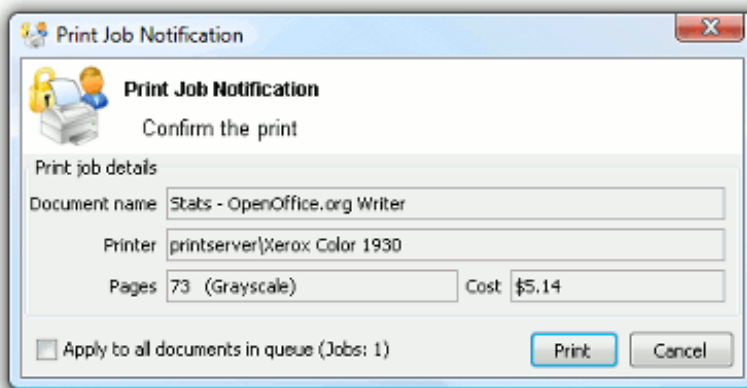 Print Job Notification
Print Job Notification
Confirm the print
Print job details
Document name Stats - OpenOffice.org Writer
Printer printserver\Xerox Color 1930
Pages 73 (Grayscale) Cost $5.14
Apply to all documents in queue (Jobs: 1) Print Cancel